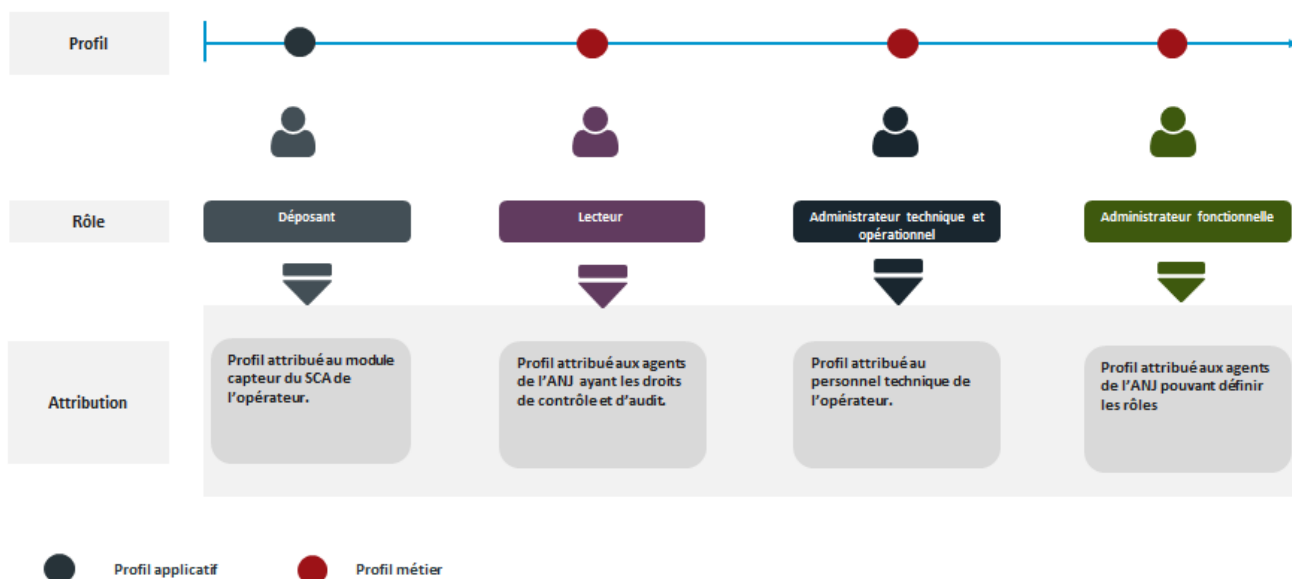 Profil
Rôle
Déposant
Lecteur
Administrateur technique et
opérationnel
Administrateur fonctionnelle
Attribution
Profil attribué au module
capteur du SCA de
l'opérateur.
Profil attribué aux agents
de l'ANJ ayant les droits
de contrôle et d'audit.
Profil attribué au
personnel technique de
l'opérateur.
Profil attribué aux agents
de l'ANJ pouvant définir
les rôles
Profil applicatif
Profil métier